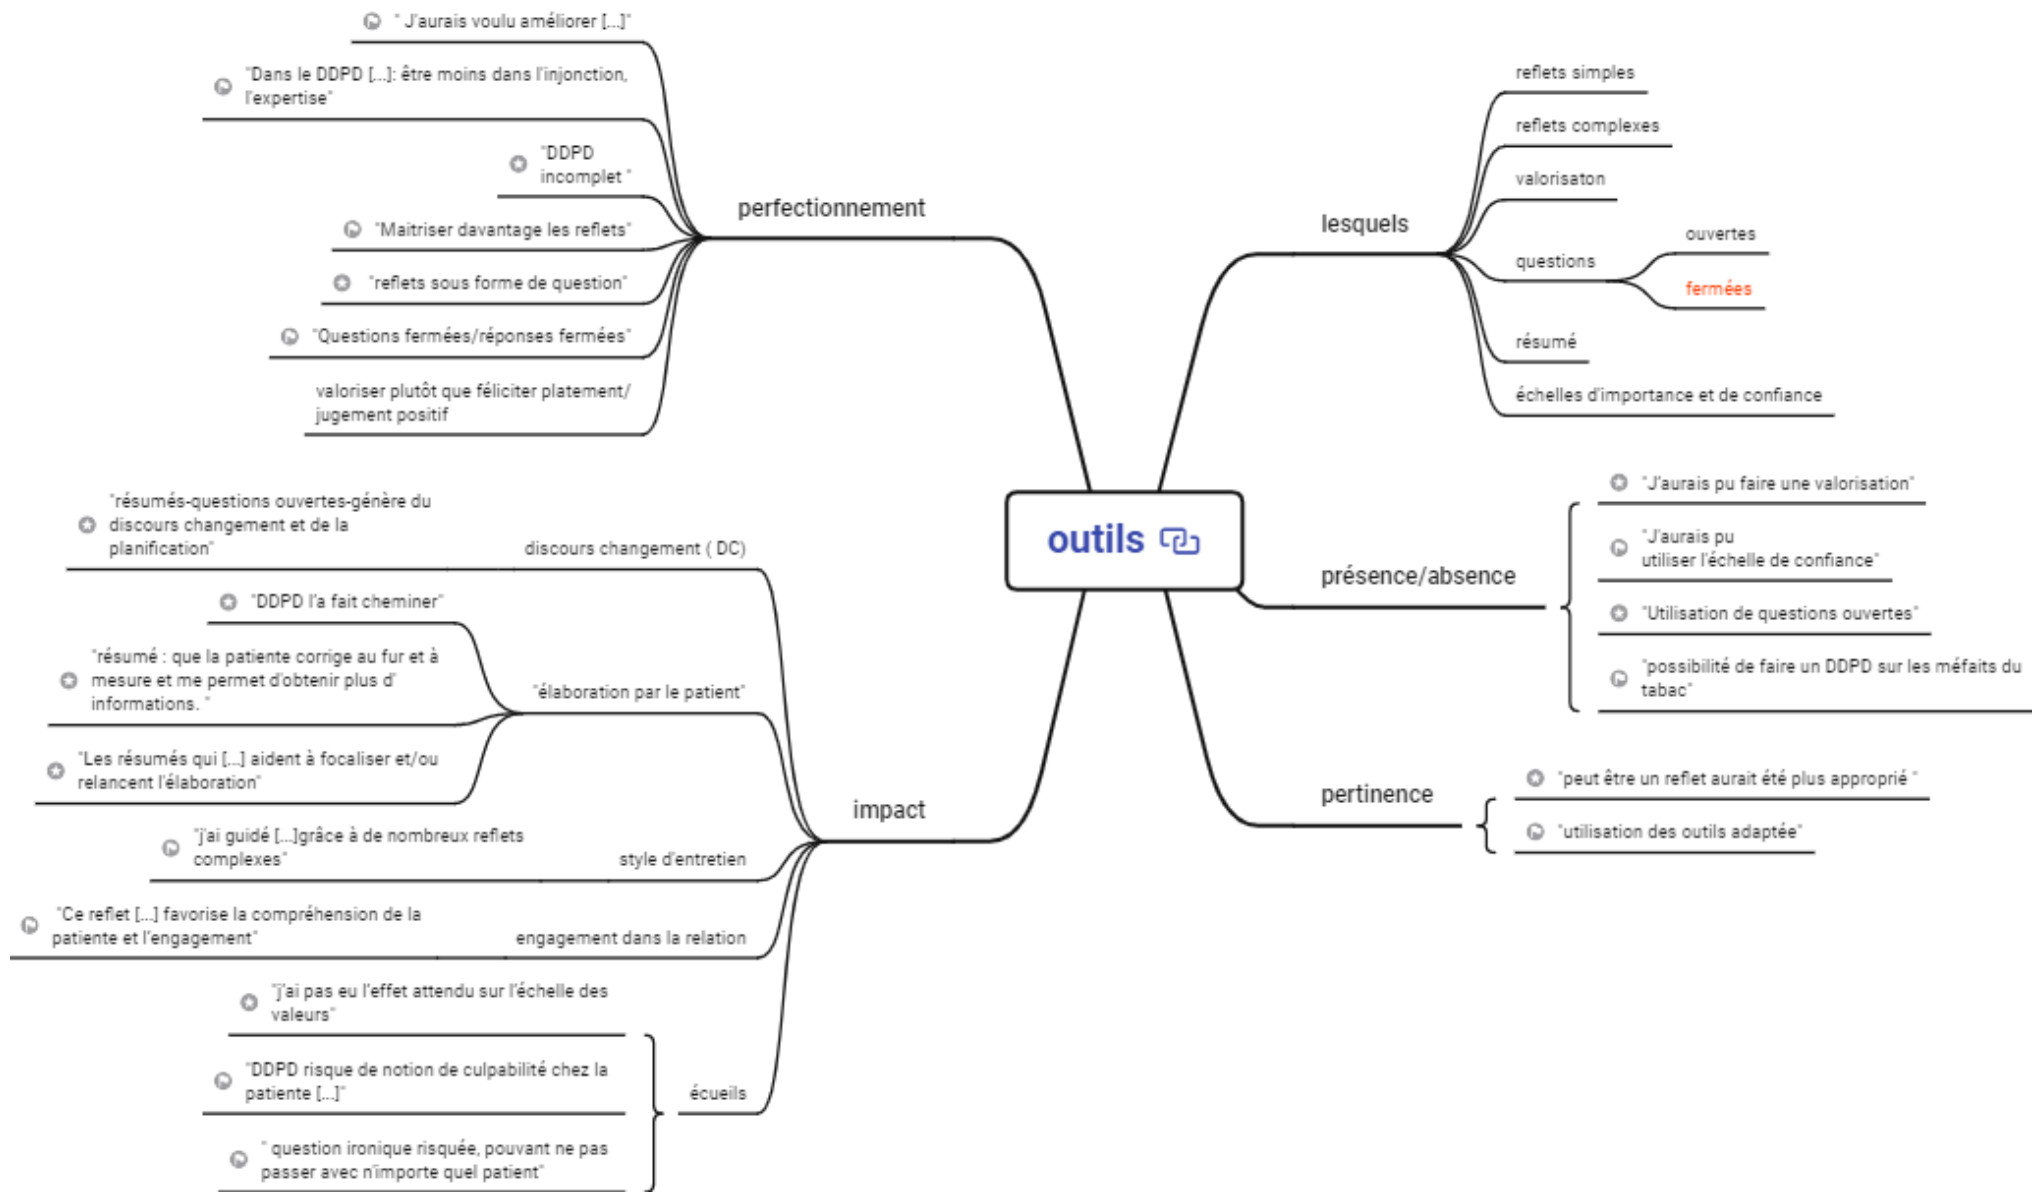 outils
perfectionnement
" J'aurais voulu améliorer [...]"
"Dans le DDPD [...]: être moins dans l'injonction,
l'expertise"
"DDPD
incomplet "
"Maitriser davantage les reflets"
"reflets sous forme de question"
"Questions fermées/réponses fermées"
valoriser plutôt que féliciter platement/
jugement positif
impact
discours changement ( DC)
"résumés-questions ouvertes-génère du
discours changement et de la
planification"
"élaboration par le patient"
"DDPD l'a fait cheminer"
"résumé : que la patiente corrige au fur et à
mesure et me permet d'obtenir plus d'
informations. "
"Les résumés qui [...] aident à focaliser et/ou
relancent l'élaboration"
style d'entretien
"j'ai guidé [...]grâce à de nombreux reflets
complexes"
engagement dans la relation
"Ce reflet [...] favorise la compréhension de la
patiente et l'engagement"
écueils
"j'ai pas eu l'effet attendu sur l'échelle des
valeurs"
"DDPD risque de notion de culpabilité chez la
patiente [...]"
" question ironique risquée, pouvant ne pas
passer avec n'importe quel patient"
lesquels
reflets simples
reflets complexes
valorisaton
questions
ouvertes
fermées
résumé
échelles d'importance et de confiance
présence/absence
"J'aurais pu faire une valorisation"
"J'aurais pu
utiliser l'échelle de confiance"
"Utilisation de questions ouvertes"
"possibilité de faire un DDPD sur les méfaits du
tabac"
pertinence
"peut être un reflet aurait été plus approprié "
"utilisation des outils adaptée"